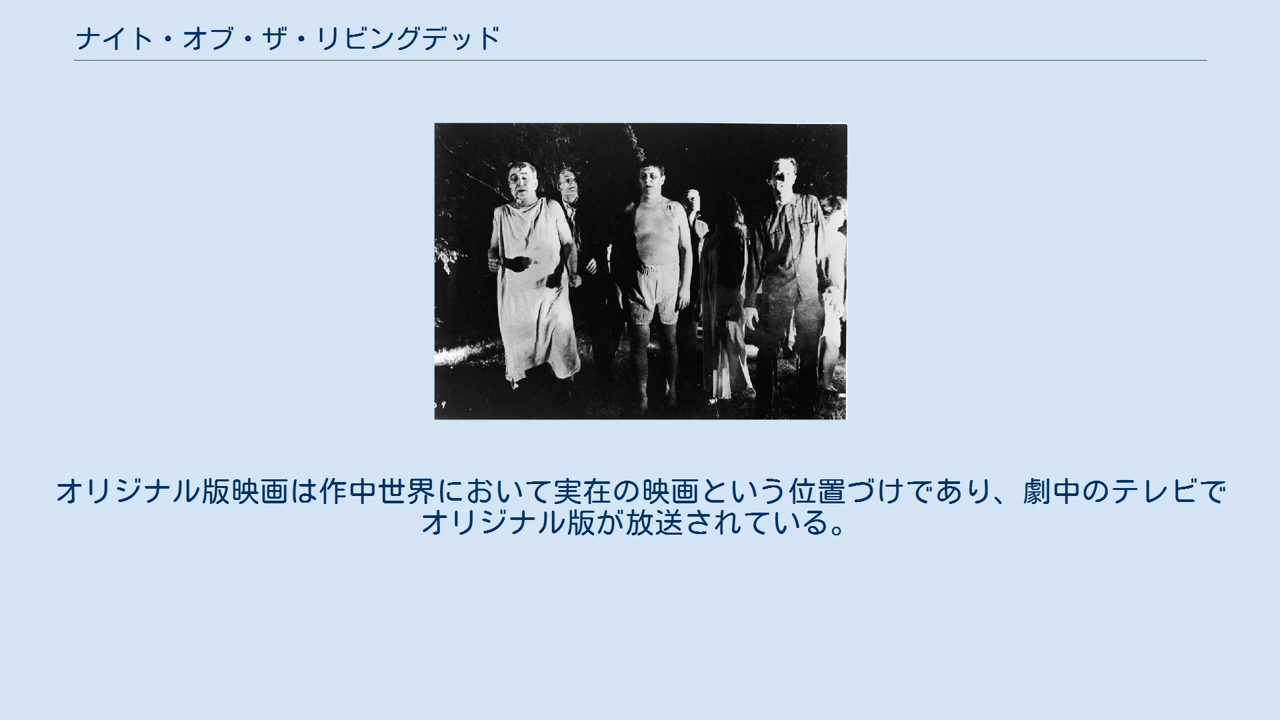 ナイト・オブ・ザ・リビングデッド
オリジナル版映画は作中世界において実在の映画という位置づけであり、劇中のテレビで
オリジナル版が放送されている。